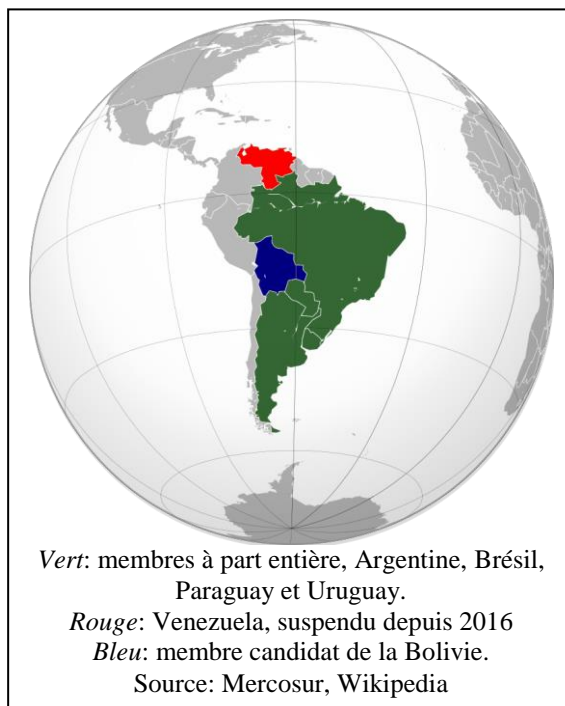 Vert: membres à part entière, Argentine, Brésil,
Paraguay et Uruguay.
Rouge: Venezuela, suspendu depuis 2016
Bleu: membre candidat de la Bolivie.
Source: Mercosur, Wikipedia